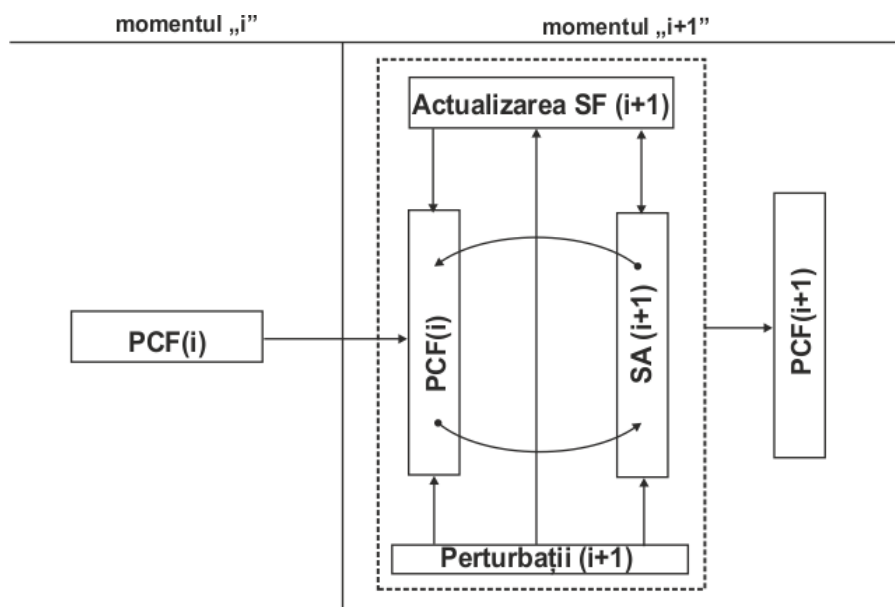 momentul „i”
momentul „i+1”
Actualizarea SF (i+1)
PCF(i)
PCF(i)
SA (i+1)
PCF(i+1)
Perturbații (i+1)